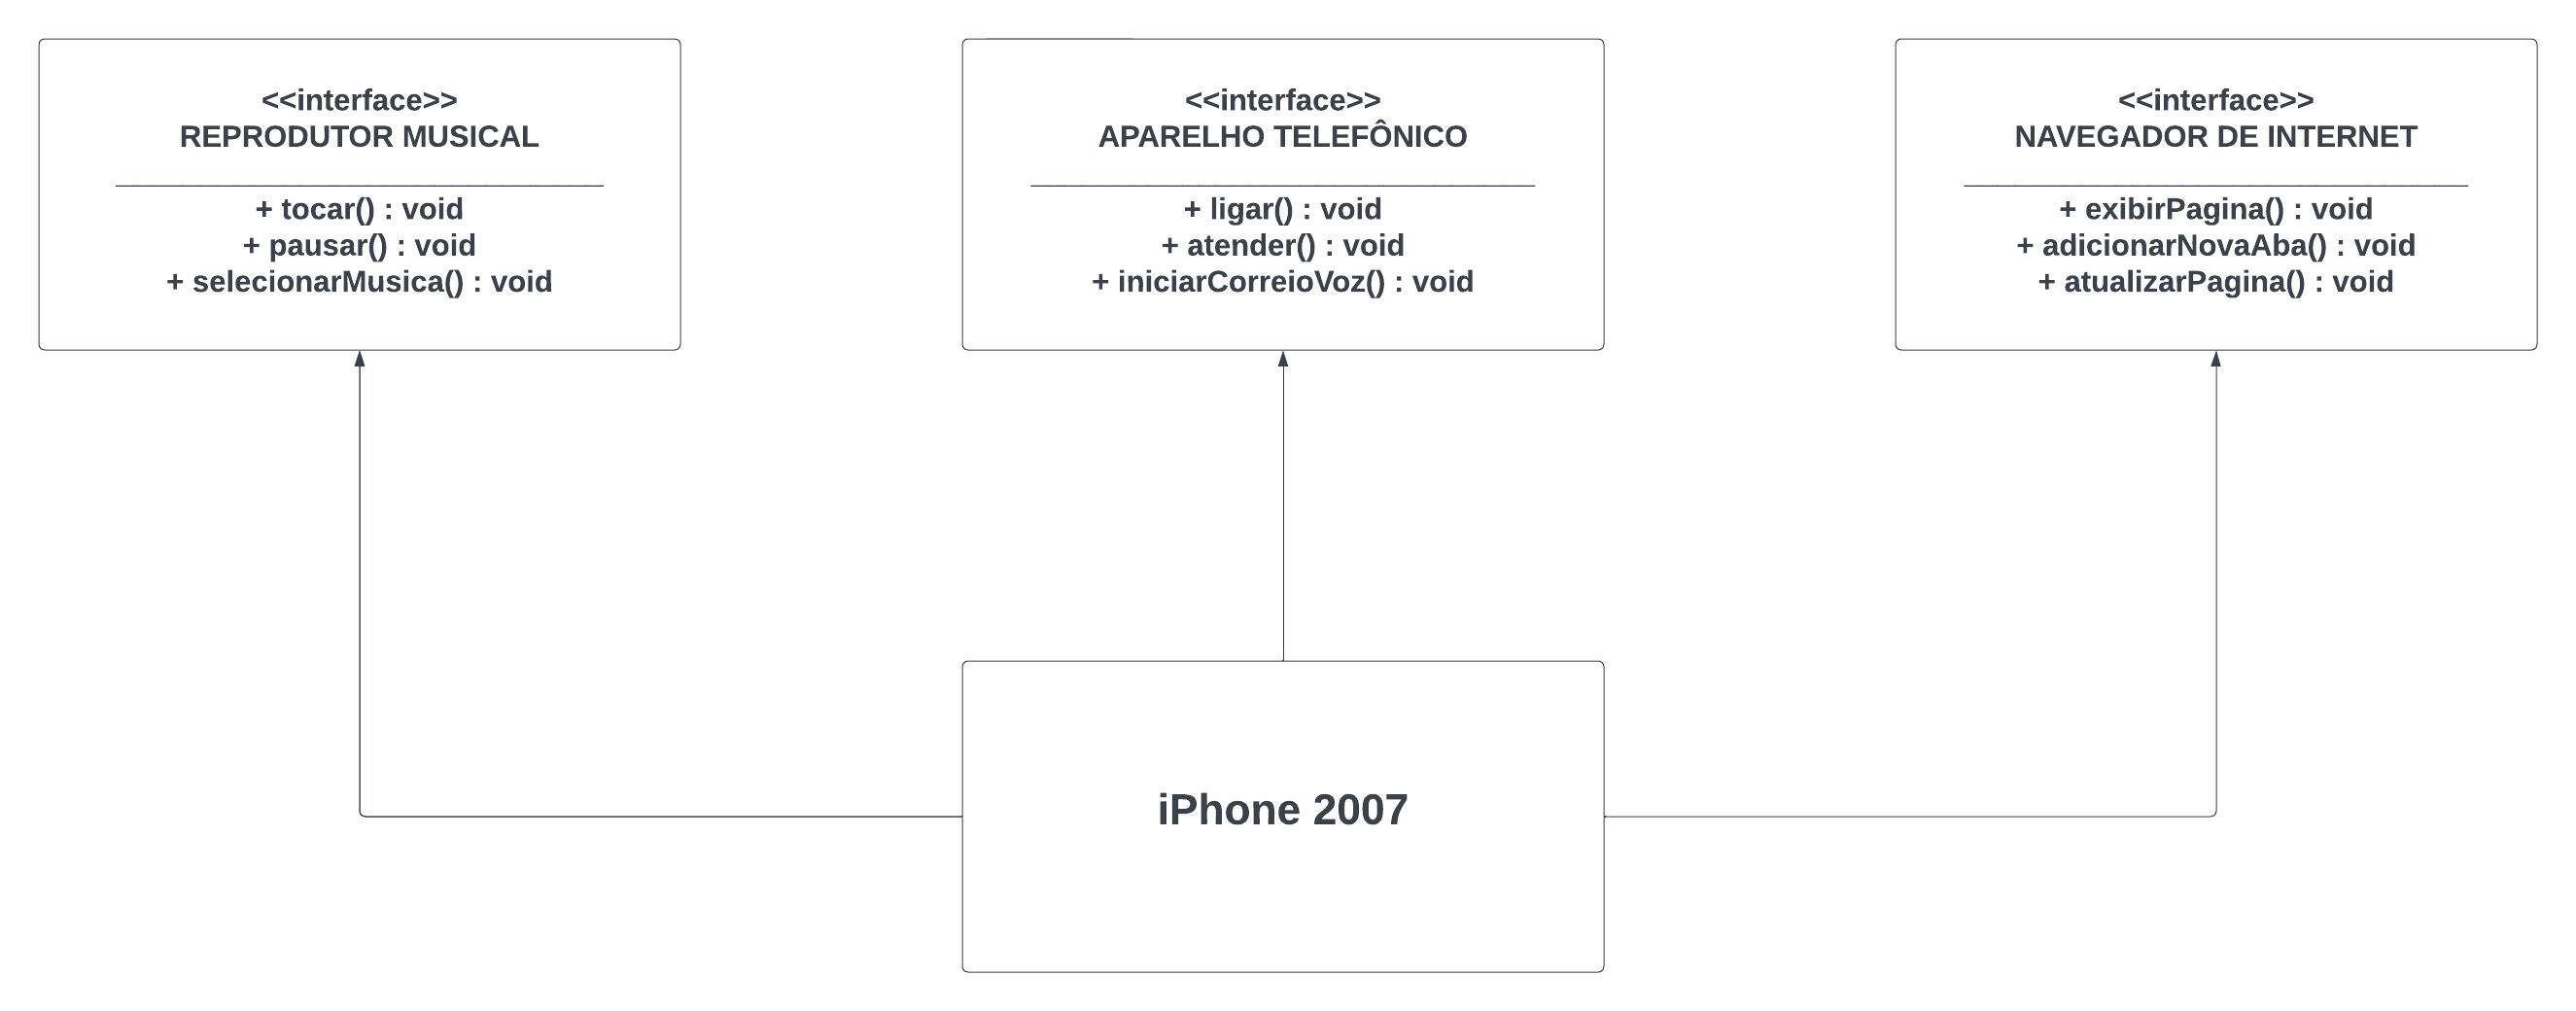 <<interface>>
REPRODUTOR MUSICAL
+ tocar() : void
+ pausar() : void
+ selecionarMusica() : void
<<interface>>
APARELHO TELEFÔNICO
+ ligar() : void
+ atender() : void
+ iniciarCorreioVoz() : void
<<interface>>
NAVEGADOR DE INTERNET
+ exibirPagina() : void
+ adicionarNovaAba() : void
+ atualizarPagina() : void
iPhone 2007